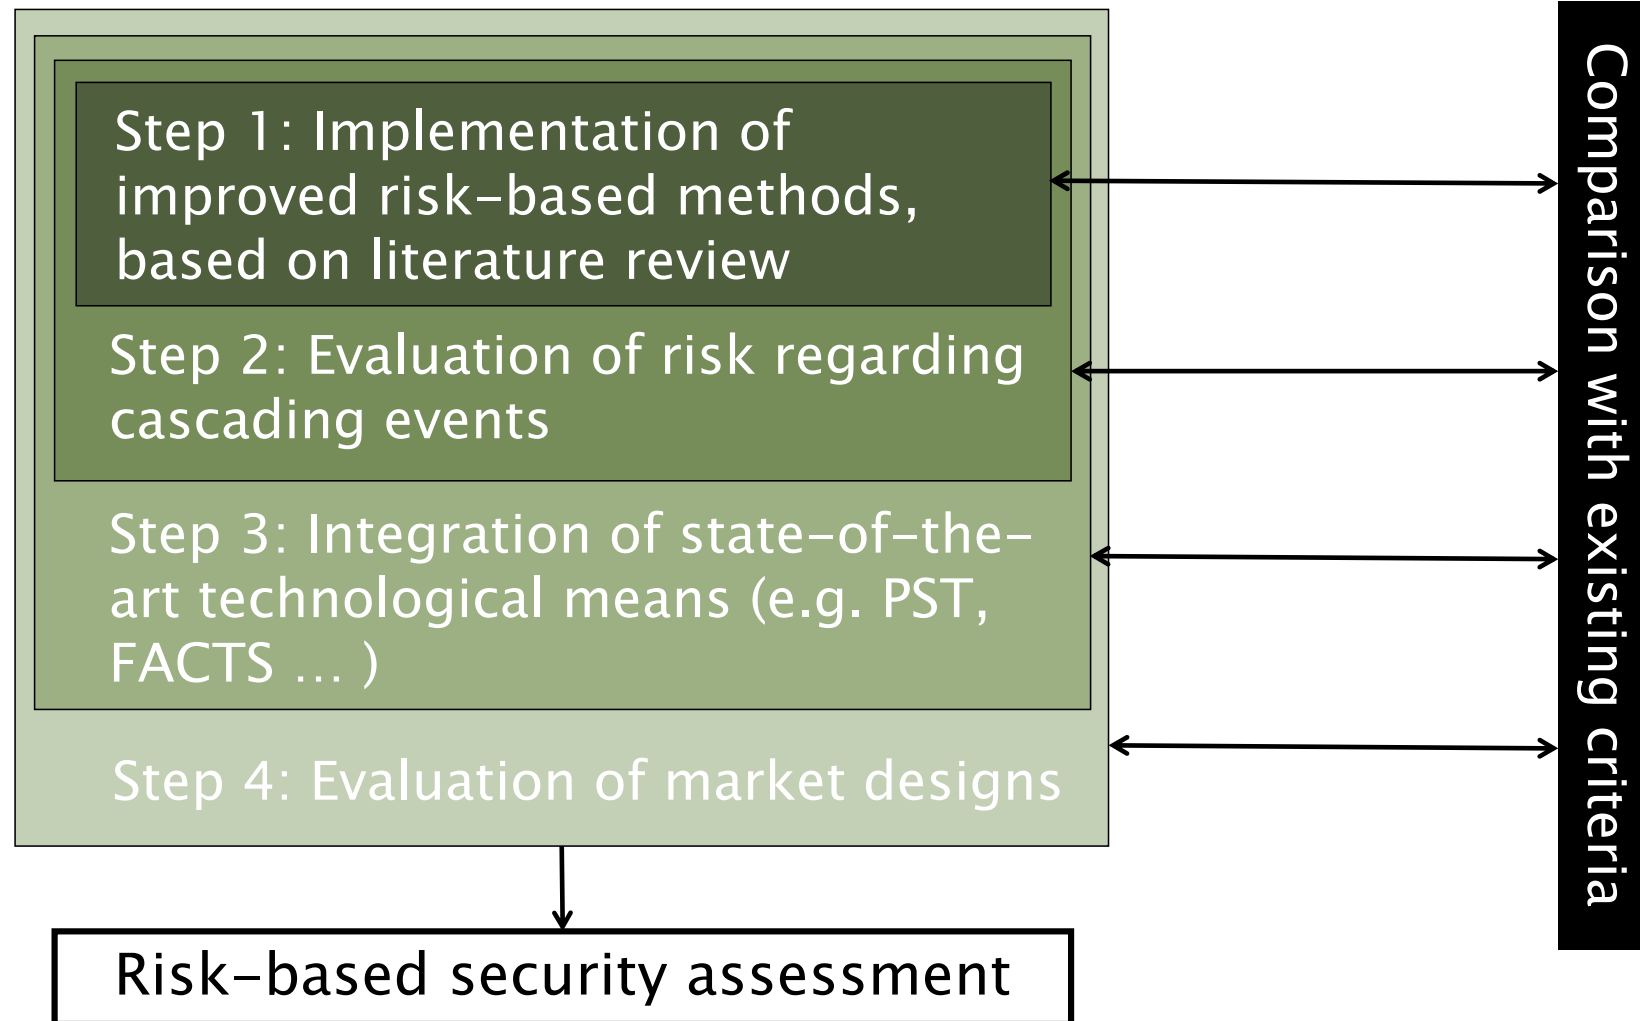 Step 1: Implementation of
improved risk-based methods,
based on literature review
Step 2: Evaluation of risk regarding
cascading events
Step 3: Integration of state-of-the-
art technological means (e.g. PST,
FACTS … )
Step 4: Evaluation of market designs
Risk-based security assessment
Comparison with existing criteria